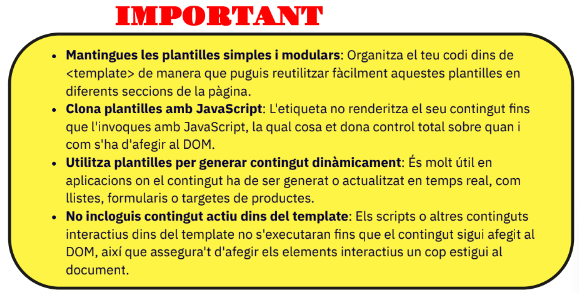 IMPORTANT
• Mantingues les plantilles simples i modulars: Organitza el teu codi dins de
<template> de manera que puguis reutilitzar fàcilment aquestes plantilles en
diferents seccions de la pàgina.
• Clona plantilles amb JavaScript: L'etiqueta no renderitza el seu contingut fins
que l'invoques amb JavaScript, la qual cosa et dona control total sobre quan i
com s'ha d'afegir al DOM.
• Utilitza plantilles per generar contingut dinàmicament: És molt útil en
aplicacions on el contingut ha de ser generat o actualitzat en temps real, com
llistes, formularis o targetes de productes.
• No incloguis contingut actiu dins del template: Els scripts o altres continguts
interactius dins del template no s'executaran fins que el contingut sigui afegit al
DOM, així que assegura't d'afegir els elements interactius un cop estigui al
document.